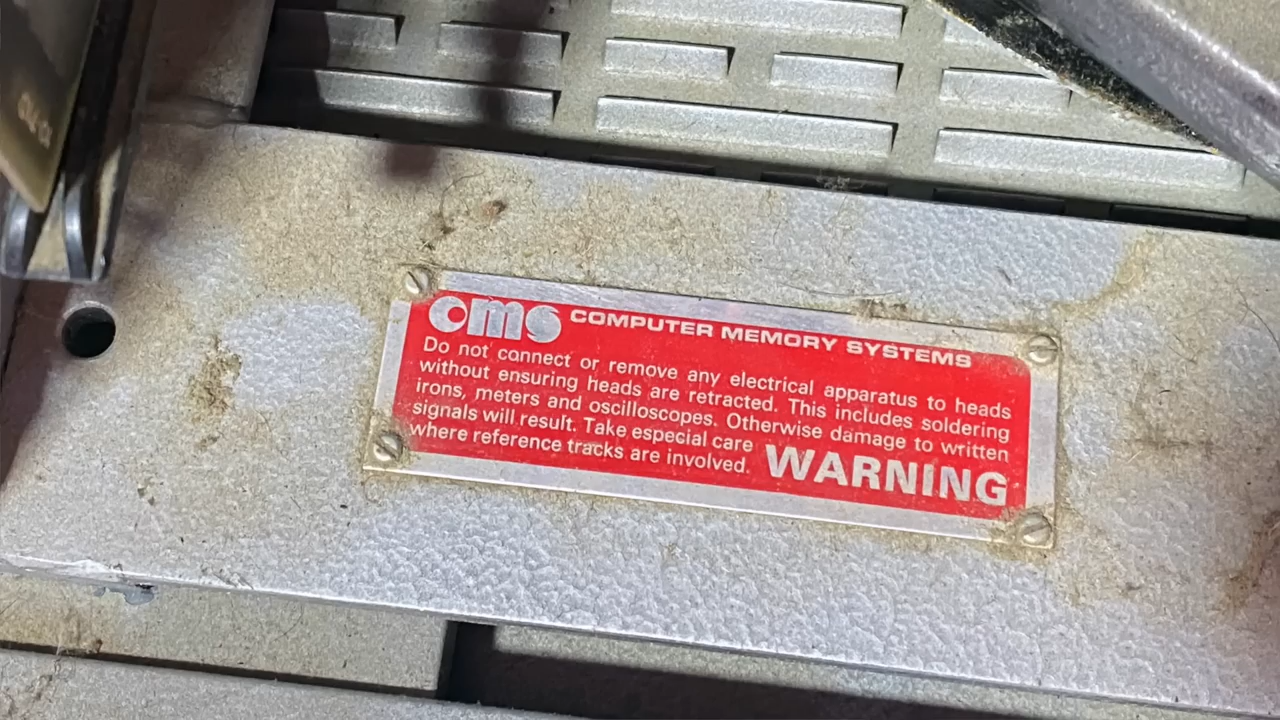 cms COMPUTER MEMORY SYSTEMS
Do not connect or remove any electrical apparatus to heads
without ensuring heads are retracted. This includes soldering
irons, meters and oscilloscopes. Otherwise damage to written
signals will result. Take especial care
where reference tracks are involved. WARNING